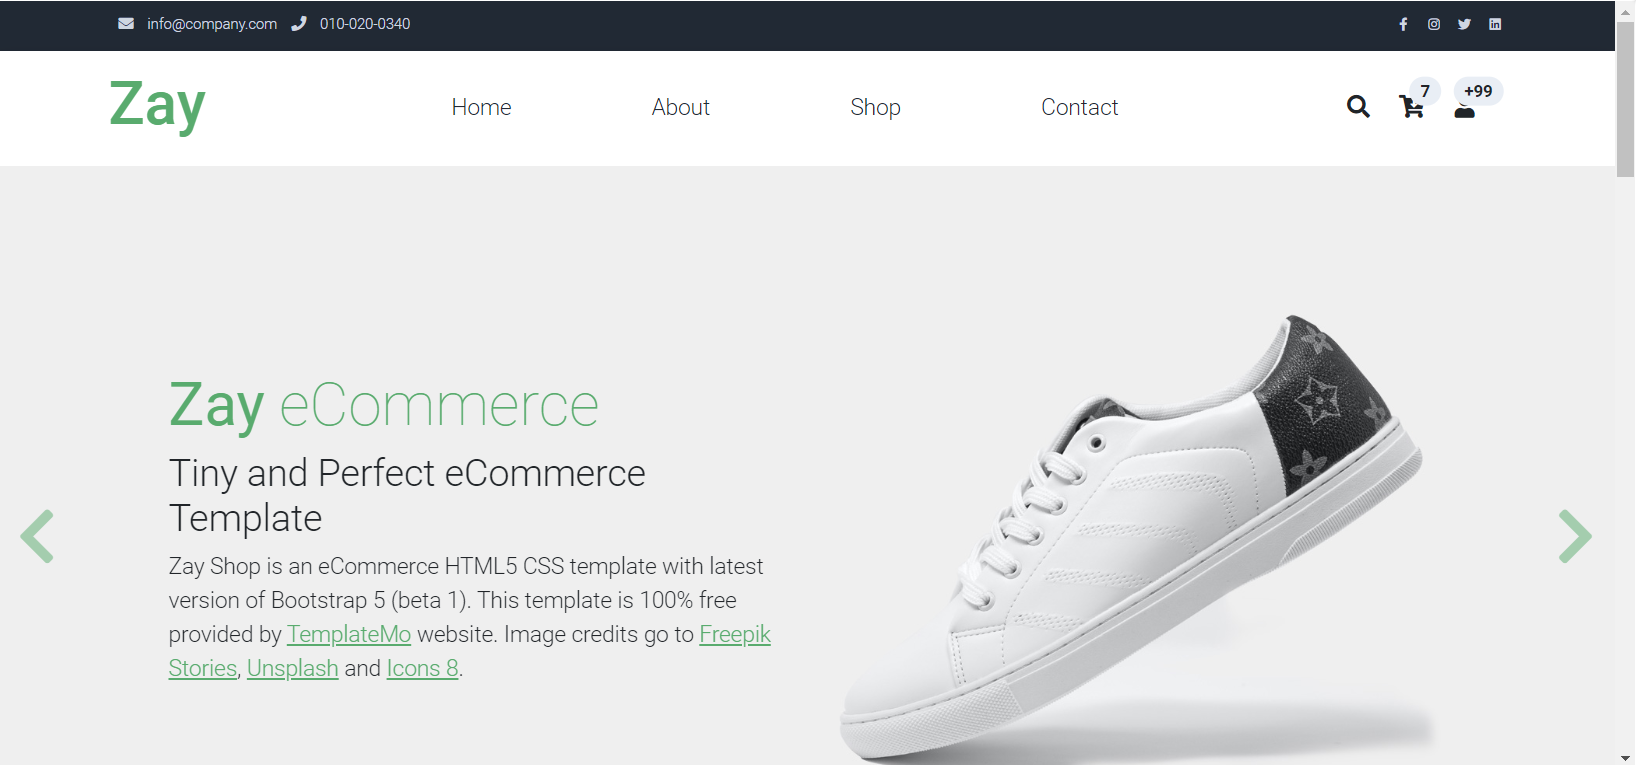 info@company.com 010-020-0340
Zay
Home About Shop Contact
7 +99
Zay eCommerce
Tiny and Perfect eCommerce
Template
Zay Shop is an eCommerce HTML5 CSS template with latest
version of Bootstrap 5 (beta 1). This template is 100% free
provided by TemplateMo website. Image credits go to Freepik
Stories, Unsplash and Icons 8.